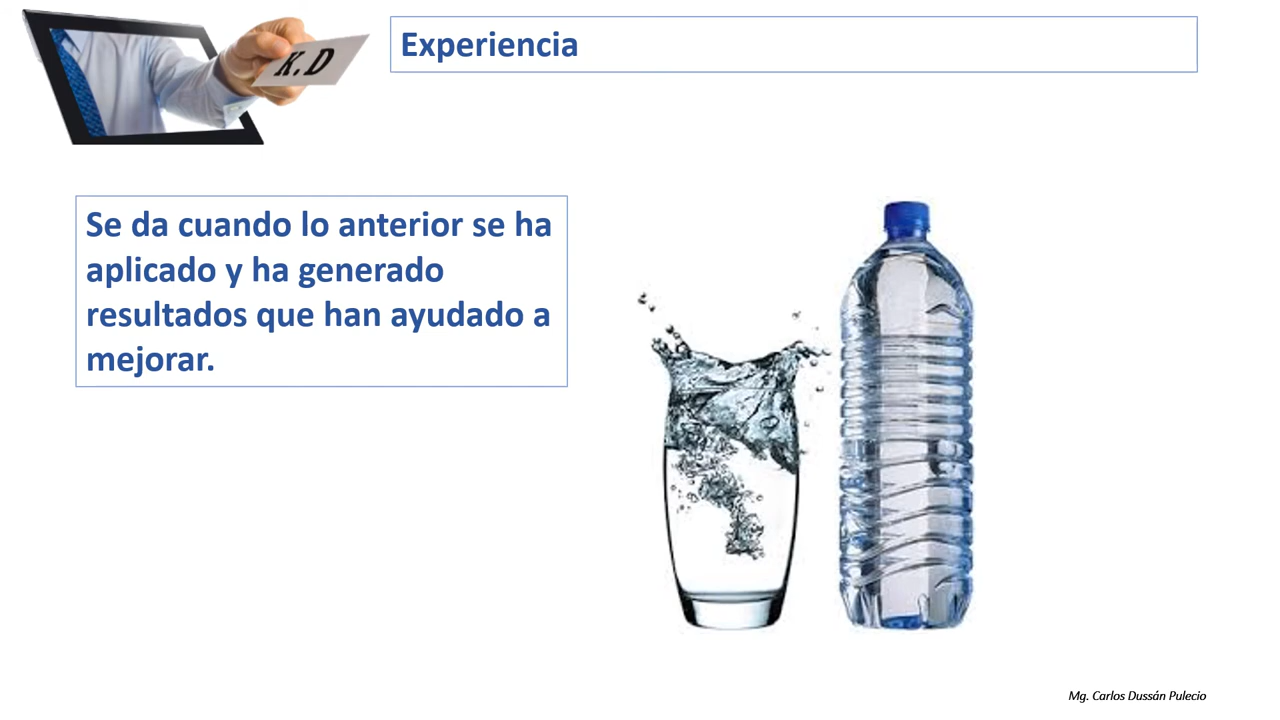 K.D
Experiencia
Se da cuando lo anterior se ha
aplicado y ha generado
resultados que han ayudado a
mejorar.
Mg. Carlos Dussán Pulecio